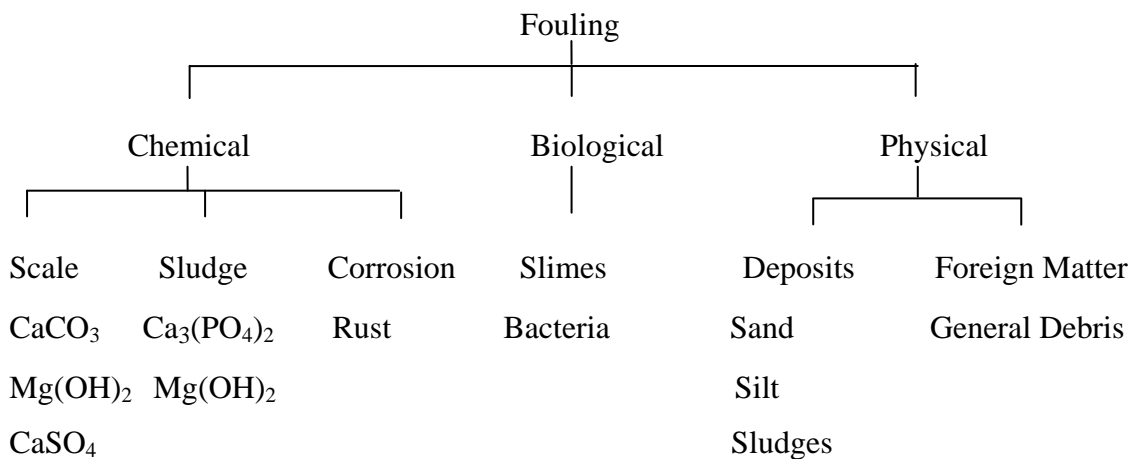 Fouling
Chemical Biological Physical
Scale Sludge Corrosion Slimes Deposits Foreign Matter
CaCO₃ Ca₃(PO₄)₂ Rust Bacteria Sand General Debris
Mg(OH)₂ Mg(OH)₂ Silt
CaSO₄ Sludges